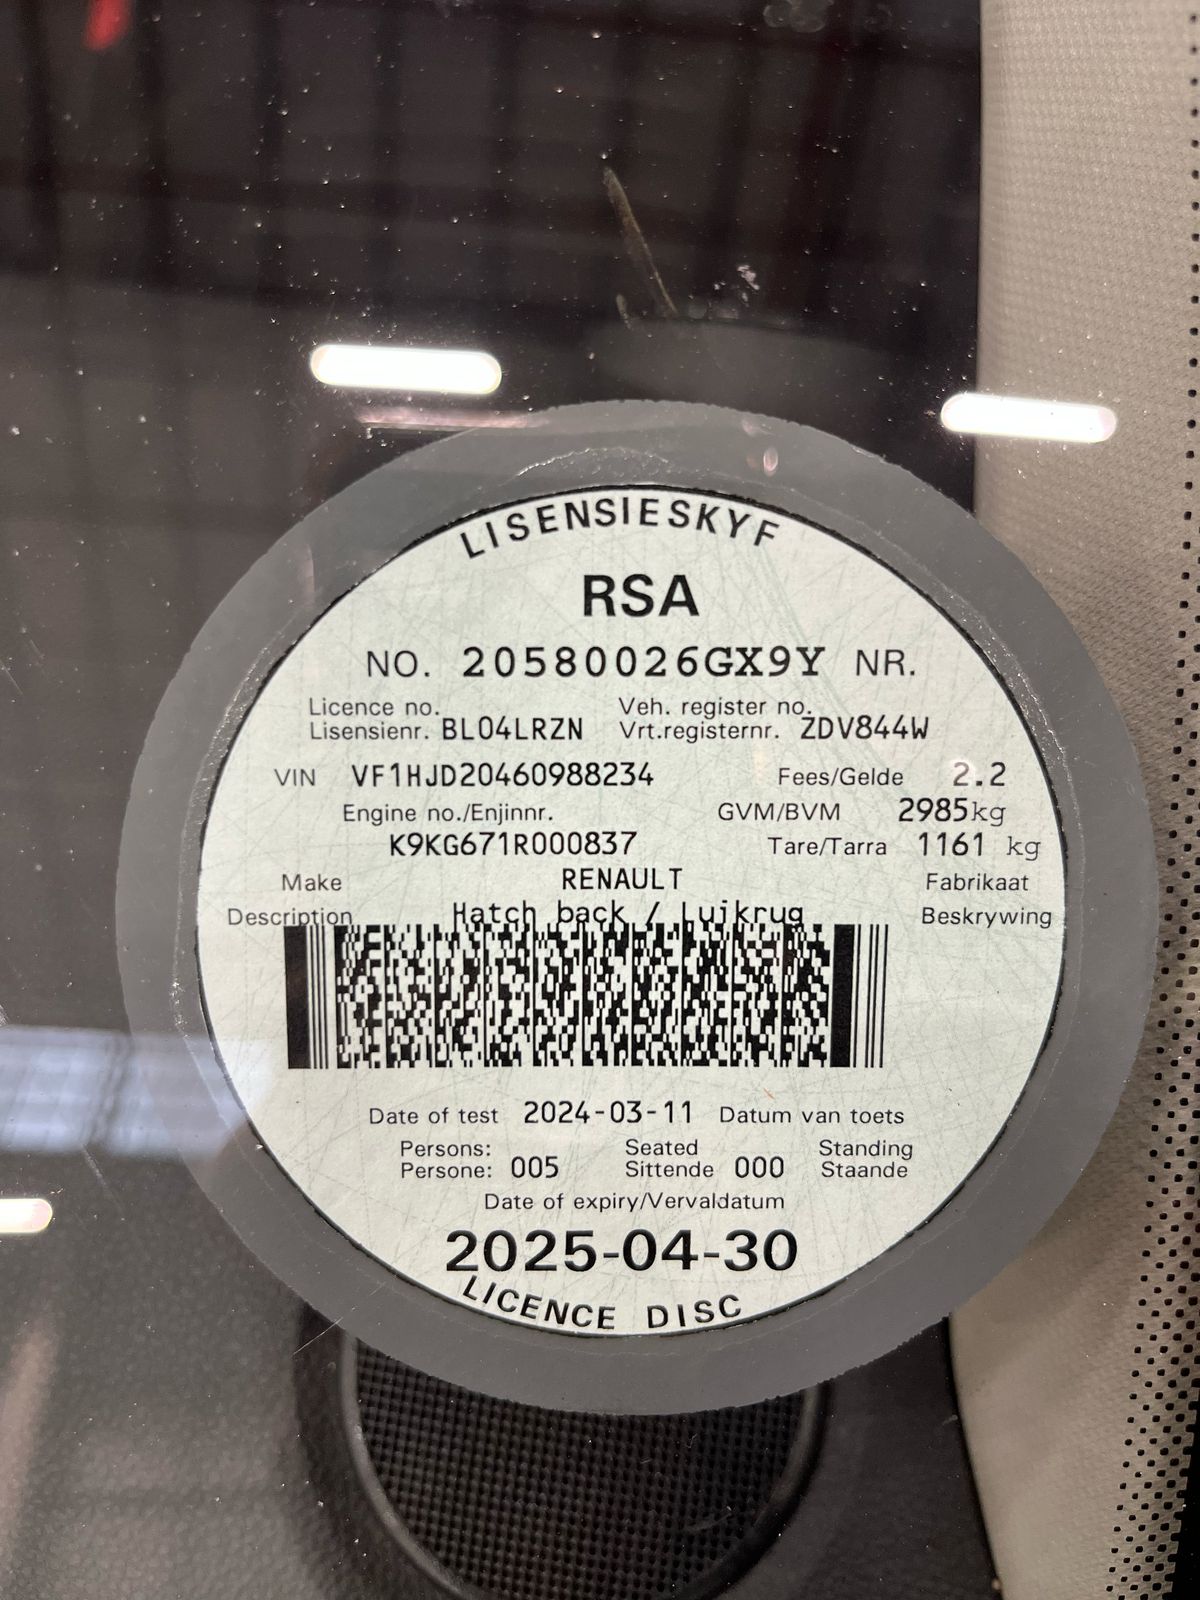 LISENSIESKYF
RSA
NO. 20580026GX9Y NR.
Licence no. Veh. register no.
Lisensienr. BL04LRZN Vrt.registernr. ZDV844W
VIN VF1HJD20460988234 Fees/Gelde 2.2
Engine no./Enjinnr. GVM/BVM 2985kg
K9KG671R000837 Tare/Tarra 1161 kg
Make RENAULT Fabrikaat
Description Hatch back / Luikrug Beskrywing
Date of test 2024-03-11 Datum van toets
Persons: Seated Standing
Persone: 005 Sittende 000 Staande
Date of expiry/Vervaldatum
2025-04-30
LICENCE DISC